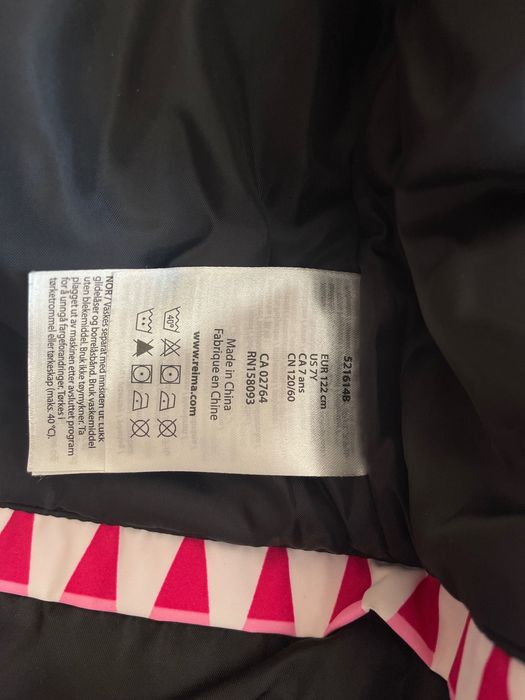 521614B
EUR 122 cm
US 7Y
CA 7 ans
CN 120/60
CA 02764
RN158093
Made in China
Fabrique en Chine
www.reima.com
40°
NOR / Vaskes separat med innsiden ut. Lukk
glidelåser og borrelåsbånd. Bruk vaskemiddel
uten blekemiddel. Bruk ikke tøymykner. Ta
plagget ut av maskinen etter avsluttet program
for å unngå fargeforandringer. Tørkes i
tørketrommel eller tørkeskap (maks. 40°C),